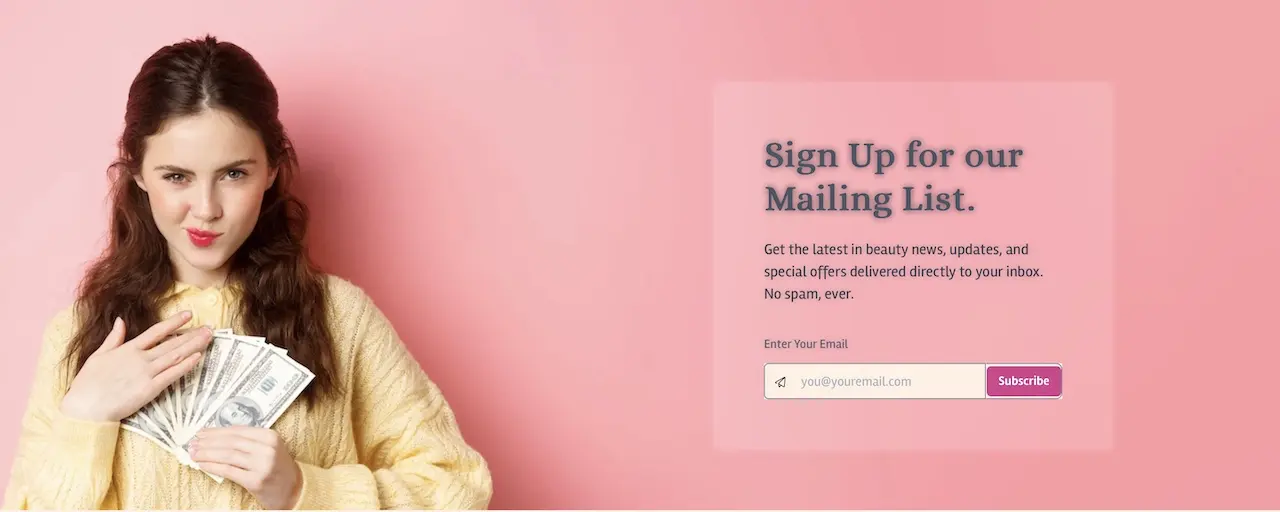 Sign Up for our
Mailing List.
Get the latest in beauty news, updates, and
special offers delivered directly to your inbox.
No spam, ever.
Enter Your Email
you@youremail.com
Subscribe